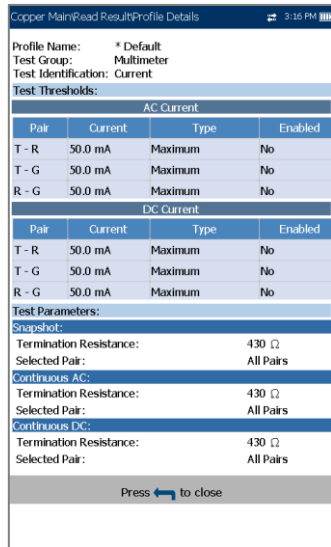 Copper Main\Read Result\Profile Details 3:16 PM
Profile Name: * Default
Test Group: Multimeter
Test Identification: Current
Test Thresholds:
AC Current
Pair Current Type Enabled
T - R 50.0 mA Maximum No
T - G 50.0 mA Maximum No
R - G 50.0 mA Maximum No
DC Current
Pair Current Type Enabled
T - R 50.0 mA Maximum No
T - G 50.0 mA Maximum No
R - G 50.0 mA Maximum No
Test Parameters:
Snapshot:
Termination Resistance: 430 Ω
Selected Pair: All Pairs
Continuous AC:
Termination Resistance: 430 Ω
Selected Pair: All Pairs
Continuous DC:
Termination Resistance: 430 Ω
Selected Pair: All Pairs
Press to close